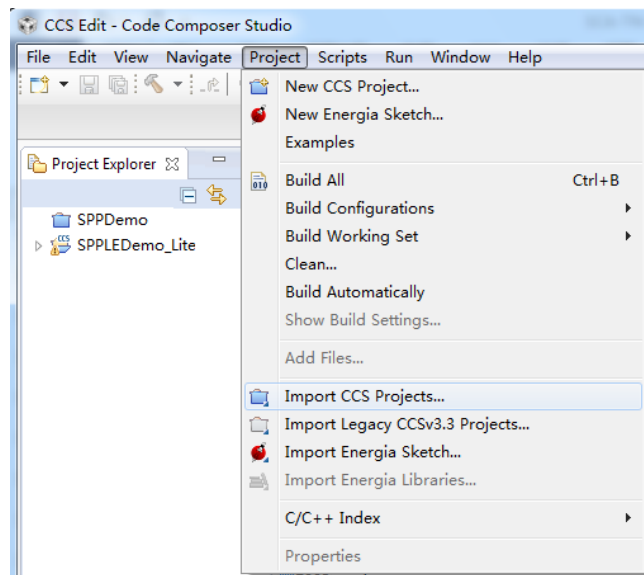 CCS Edit - Code Composer Studio
File Edit View Navigate Project Scripts Run Window Help
New CCS Project...
New Energia Sketch...
Examples
Project Explorer
Build All Ctrl+B
Build Configurations
SPPDemo
Build Working Set
CCS SPPLEDemo_Lite
Clean...
Build Automatically
Show Build Settings...
Add Files...
Import CCS Projects...
Import Legacy CCSv3.3 Projects...
Import Energia Sketch...
Import Energia Libraries...
C/C++ Index
Properties